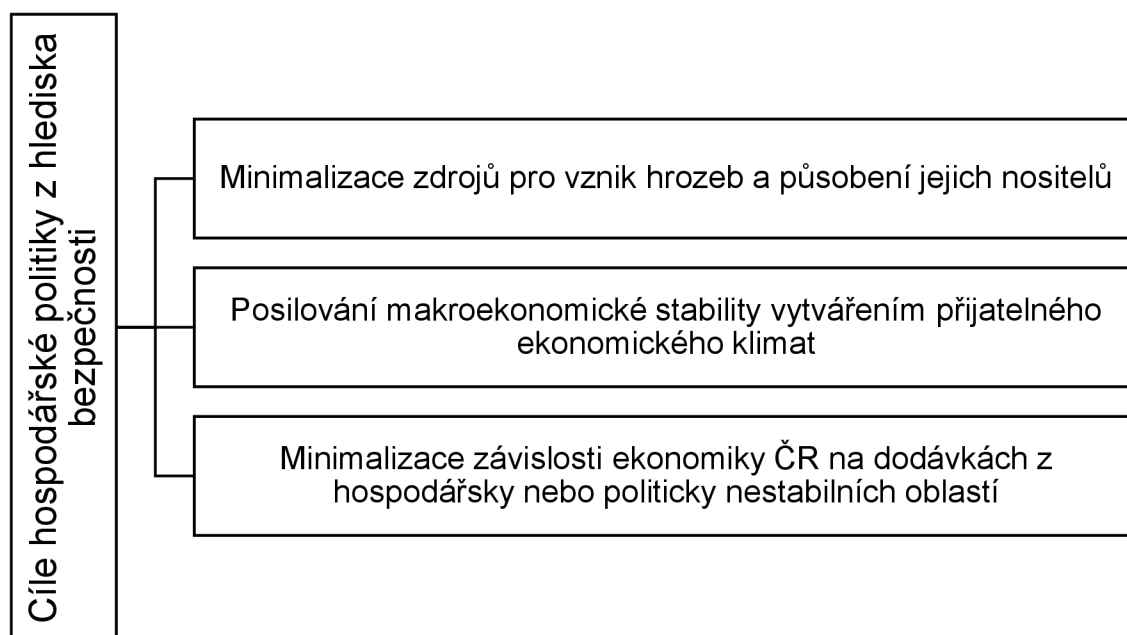 Cíle hospodářské politiky z hlediska
bezpečnosti
Minimalizace zdrojů pro vznik hrozeb a působení jejich nositelů
Posilování makroekonomické stability vytvářením přijatelného
ekonomického klimat
Minimalizace závislosti ekonomiky ČR na dodávkách z
hospodářsky nebo politicky nestabilních oblastí